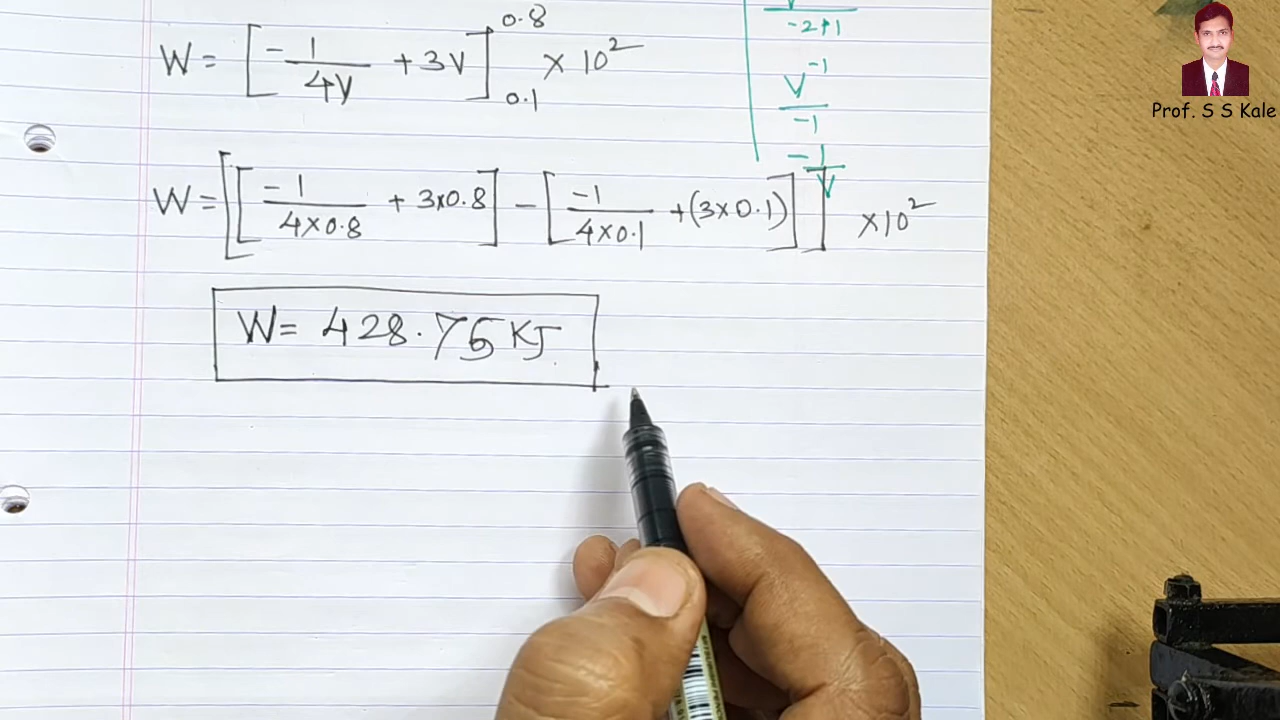 W = [ -1/4V + 3V ]₀.₁^0.8 × 10²
-2+1
V⁻¹
-1
-1
V
W = [[ -1/4×0.8 + 3×0.8 ] - [ -1/4×0.1 + (3×0.1) ]] ×10²
W = 428.75 KJ
Prof. S S Kale